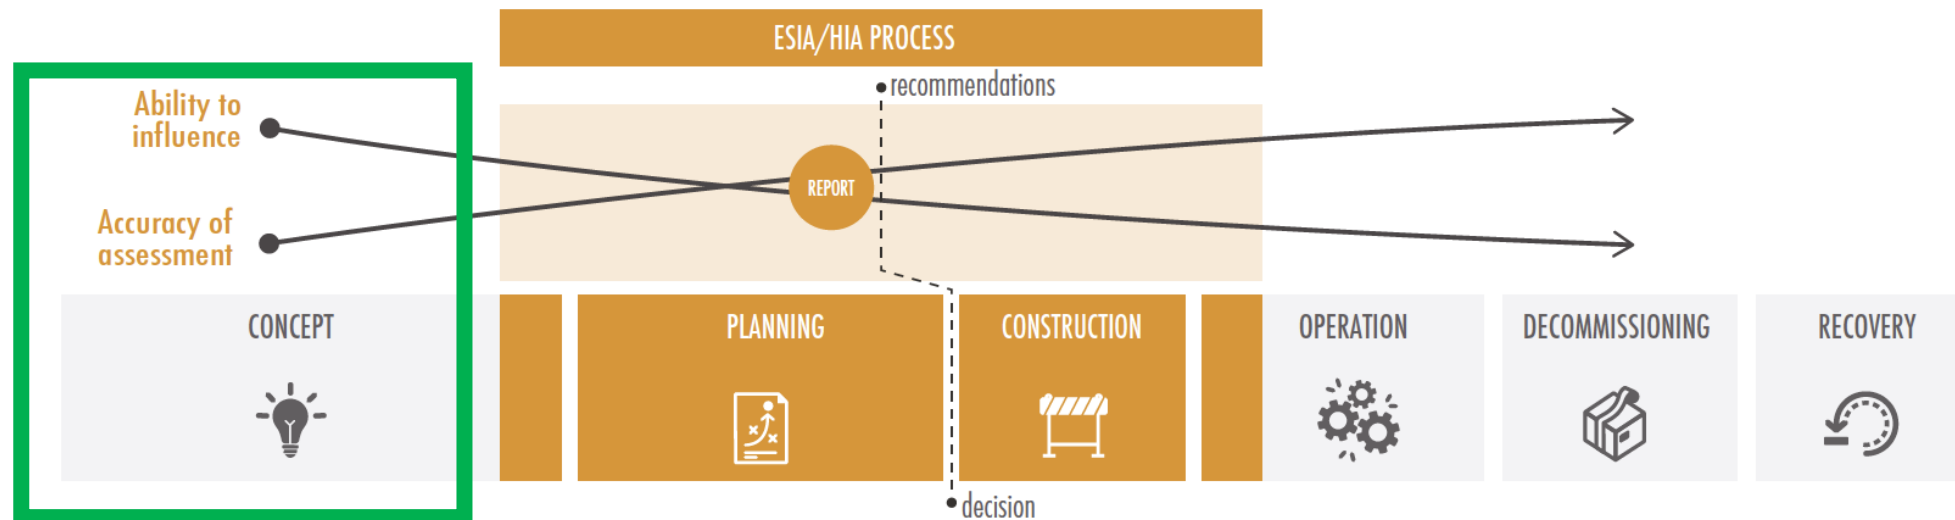 ESIA/HIA PROCESS
recommendations
Ability to
influence
REPORT
Accuracy of
assessment
CONCEPT
PLANNING
CONSTRUCTION
OPERATION
DECOMMISSIONING
RECOVERY
decision